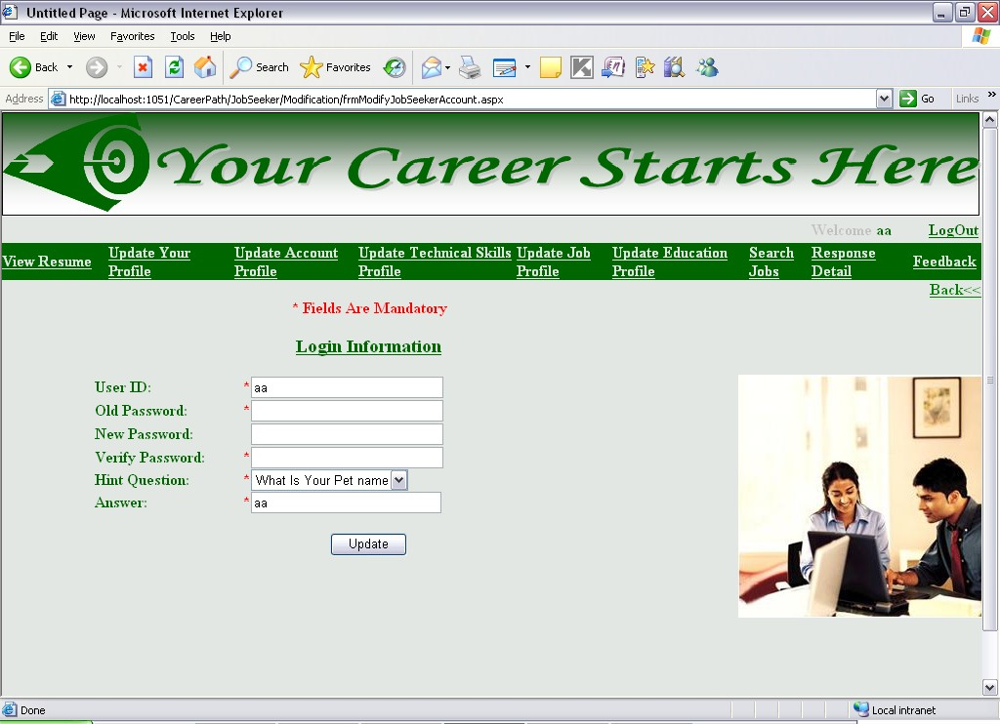 Untitled Page - Microsoft Internet Explorer
File Edit View Favorites Tools Help
Back Search Favorites
Address http://localhost:1051/CareerPath/JobSeeker/Modification/frmModifyJobSeekerAccount.aspx Go Links »
Your Career Starts Here
Welcome aa LogOut
View Resume
Update Your
Profile
Update Account
Profile
Update Technical Skills
Profile
Update Job
Profile
Update Education
Profile
Search
Jobs
Response
Detail
Feedback
Back<<
* Fields Are Mandatory
Login Information
User ID: * aa
Old Password: *
New Password:
Verify Password: *
Hint Question: * What Is Your Pet name
Answer: * aa
Update
Done Local intranet